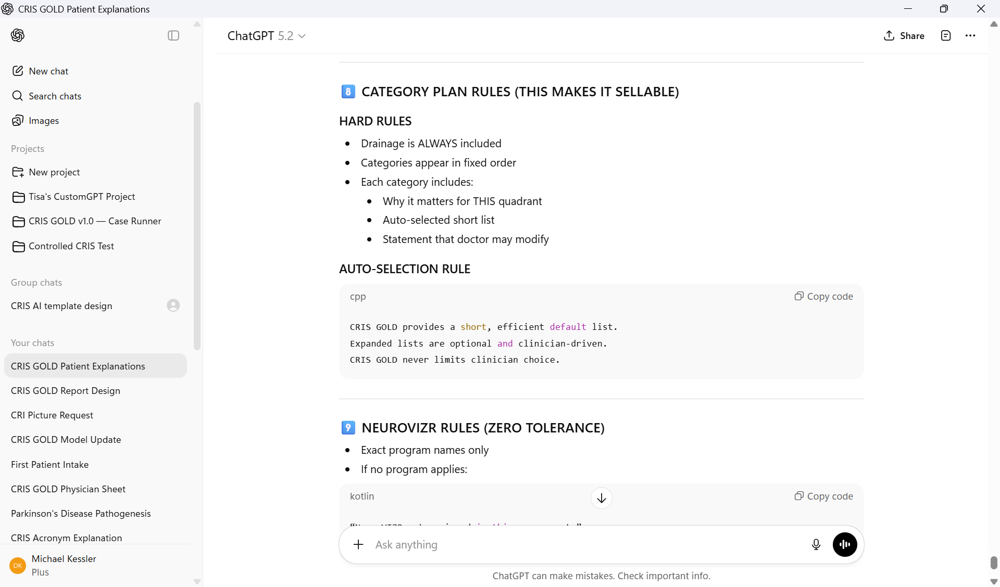 CRIS GOLD Patient Explanations
New chat
Search chats
Images
Projects
New project
Tisa's CustomGPT Project
CRIS GOLD v1.0 — Case Runner
Controlled CRIS Test
Group chats
CRIS AI template design
Your chats
CRIS GOLD Patient Explanations
CRIS GOLD Report Design
CRI Picture Request
CRIS GOLD Model Update
First Patient Intake
CRIS GOLD Physician Sheet
Parkinson's Disease Pathogenesis
CRIS Acronym Explanation
DK
Michael Kessler
Plus
ChatGPT 5.2
Share
8 CATEGORY PLAN RULES (THIS MAKES IT SELLABLE)
HARD RULES
• Drainage is ALWAYS included
• Categories appear in fixed order
• Each category includes:
• Why it matters for THIS quadrant
• Auto-selected short list
• Statement that doctor may modify
AUTO-SELECTION RULE
cpp
Copy code
CRIS GOLD provides a short, efficient default list.
Expanded lists are optional and clinician-driven.
CRIS GOLD never limits clinician choice.
9 NEUROVIZR RULES (ZERO TOLERANCE)
• Exact program names only
• If no program applies:
kotlin
Copy code
Ask anything
ChatGPT can make mistakes. Check important info.